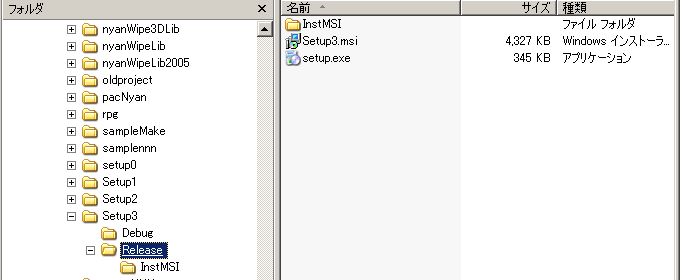 フォルダ
nyanWipe3DLib
nyanWipeLib
nyanWipeLib2005
oldproject
pacNyan
rpg
sampleMake
samplennn
setup0
Setup1
Setup2
Setup3
Debug
Release
InstMSI
名前 サイズ 種類
InstMSI ファイル フォルダ
Setup3.msi 4,327 KB Windows インストーラ...
setup.exe 345 KB アプリケーション